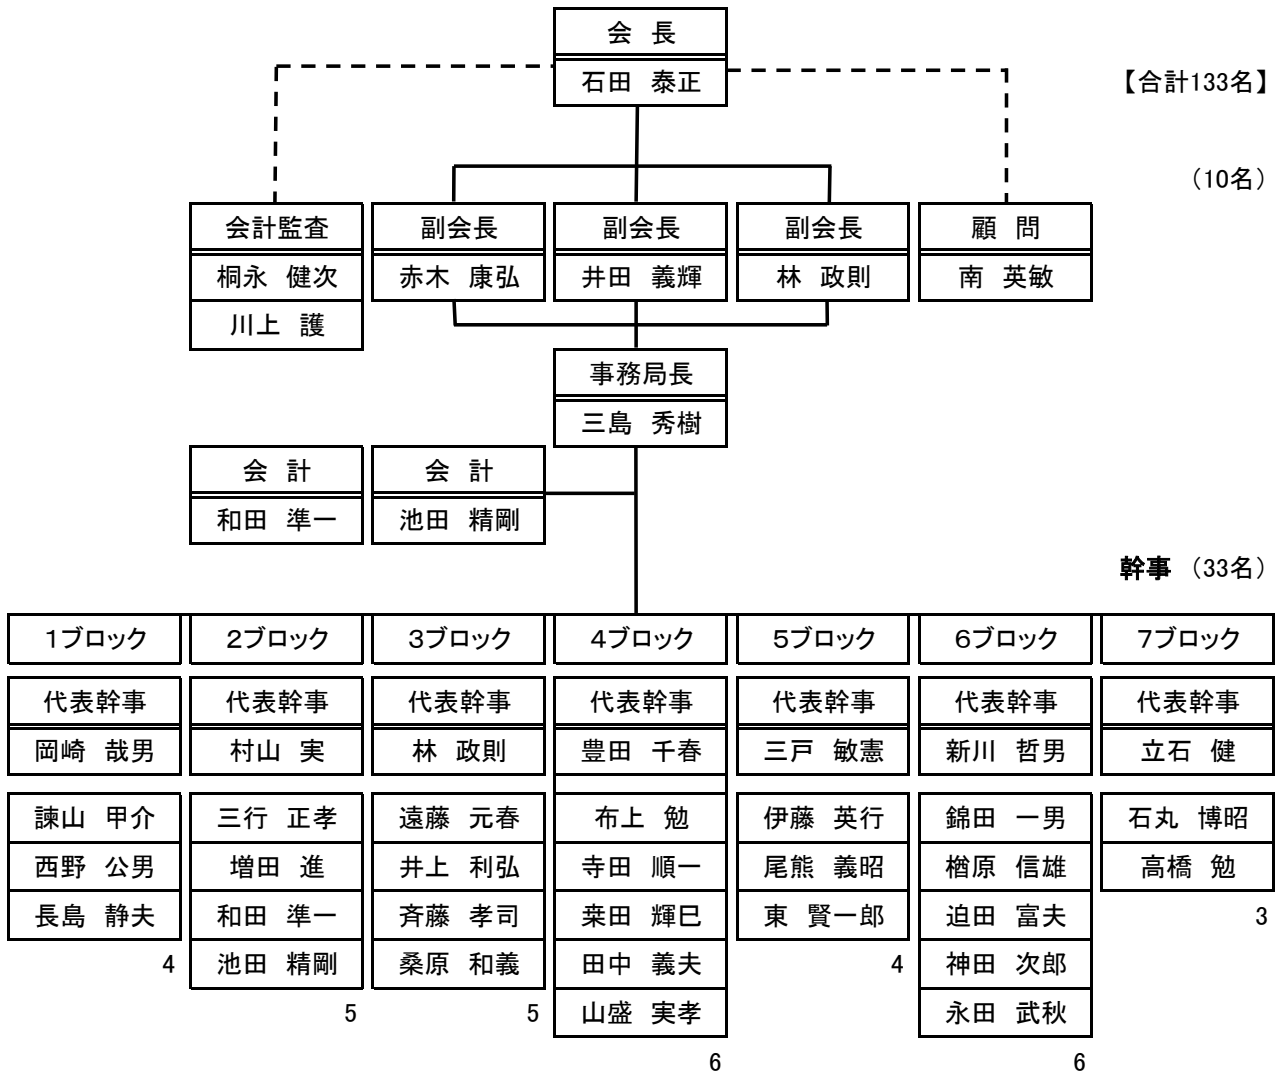 会 長
石田 泰正
【合計133名】
（10名）
会計監査 副会長 副会長 副会長 顧 問
桐永 健次 赤木 康弘 井田 義輝 林 政則 南 英敏
川上 護
事務局長
三島 秀樹
会 計 会 計
和田 準一 池田 精剛
幹事 （33名）
1ブロック 2ブロック 3ブロック 4ブロック 5ブロック 6ブロック 7ブロック
代表幹事 代表幹事 代表幹事 代表幹事 代表幹事 代表幹事 代表幹事
岡崎 哉男 村山 実 林 政則 豊田 千春 三戸 敏憲 新川 哲男 立石 健
諫山 甲介 三行 正孝 遠藤 元春 布上 勉 伊藤 英行 錦田 一男 石丸 博昭
西野 公男 増田 進 井上 利弘 寺田 順一 尾熊 義昭 楢原 信雄 高橋 勉
長島 静夫 和田 準一 斉藤 孝司 桒田 輝巳 東 賢一郎 迫田 富夫 3
4 池田 精剛 桑原 和義 田中 義夫 4 神田 次郎
5 5 山盛 実孝 永田 武秋
6 6